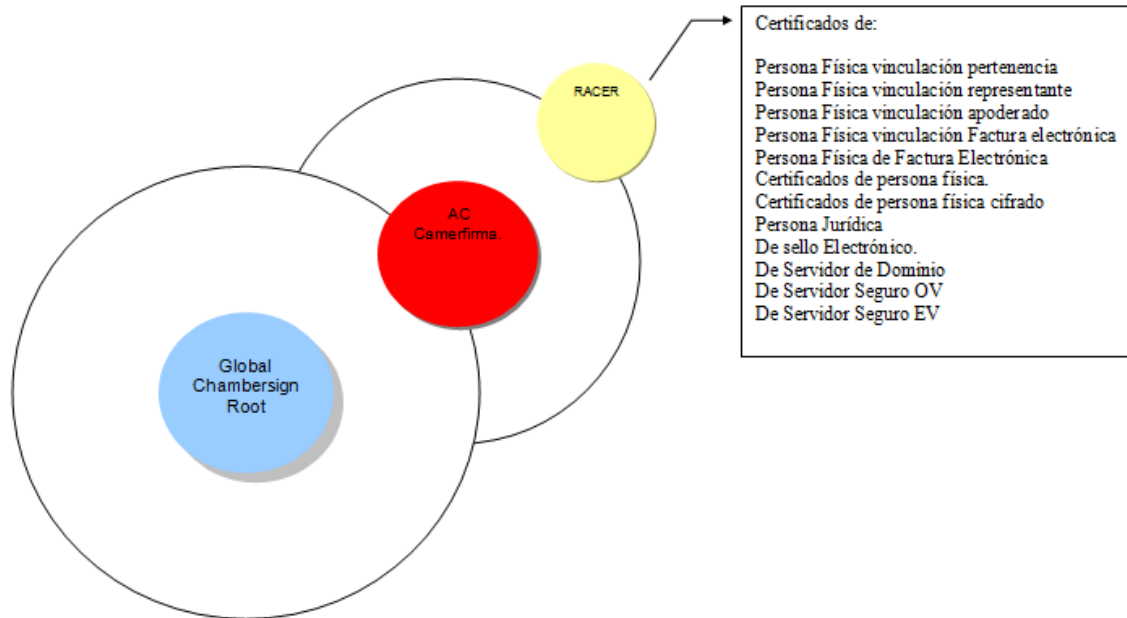 Certificados de:
Persona Física vinculación pertenencia
Persona Física vinculación representante
Persona Física vinculación apoderado
Persona Física vinculación Factura electrónica
Persona Física de Factura Electrónica
Certificados de persona física.
Certificados de persona física cifrado
Persona Jurídica
De sello Electrónico.
De Servidor de Dominio
De Servidor Seguro OV
De Servidor Seguro EV
RACER
AC
Camerfirma.
Global
Chambersign
Root